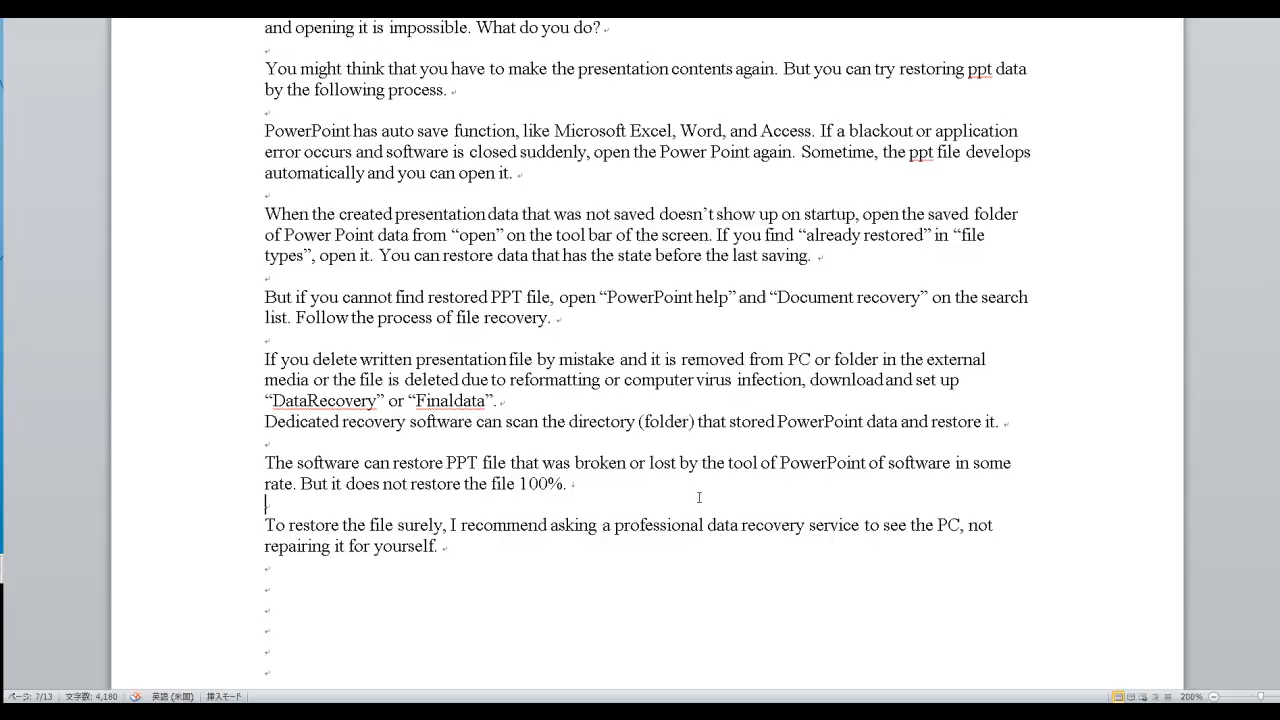 and opening it is impossible. What do you do?
You might think that you have to make the presentation contents again. But you can try restoring ppt data
by the following process.
PowerPoint has auto save function, like Microsoft Excel, Word, and Access. If a blackout or application
error occurs and software is closed suddenly, open the Power Point again. Sometime, the ppt file develops
automatically and you can open it.
When the created presentation data that was not saved doesn’t show up on startup, open the saved folder
of Power Point data from “open” on the tool bar of the screen. If you find “already restored” in “file
types”, open it. You can restore data that has the state before the last saving.
But if you cannot find restored PPT file, open “PowerPoint help” and “Document recovery” on the search
list. Follow the process of file recovery.
If you delete written presentation file by mistake and it is removed from PC or folder in the external
media or the file is deleted due to reformatting or computer virus infection, download and set up
“DataRecovery” or “Finaldata”.
Dedicated recovery software can scan the directory (folder) that stored PowerPoint data and restore it.
The software can restore PPT file that was broken or lost by the tool of PowerPoint of software in some
rate. But it does not restore the file 100%.
To restore the file surely, I recommend asking a professional data recovery service to see the PC, not
repairing it for yourself.
ページ: 7/13 文字数: 4,180 英語 (米国) 挿入モード 200%